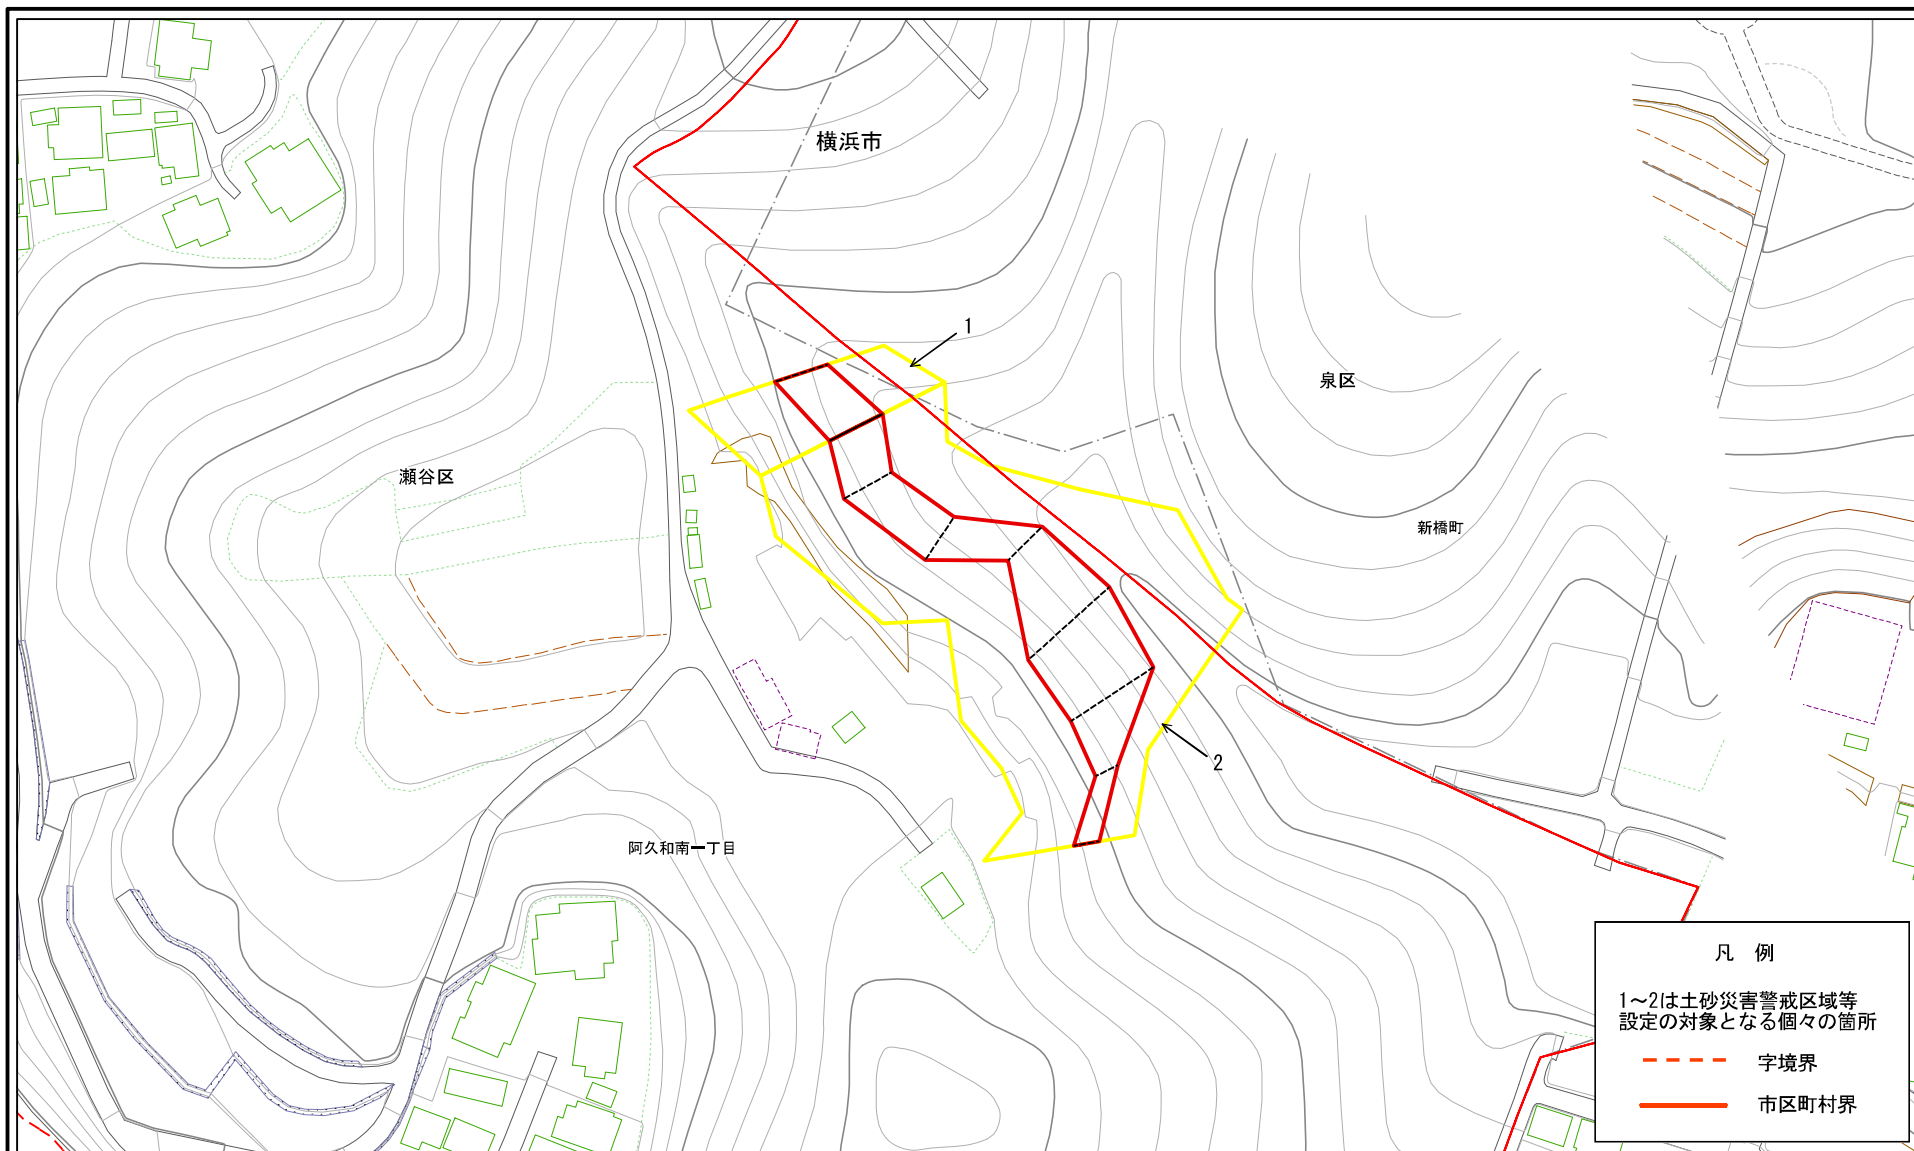 横浜市
1
泉区
瀬谷区
新橋町
2
阿久和南一丁目
凡 例
1～2は土砂災害警戒区域等
設定の対象となる個々の箇所
字境界
市区町村界